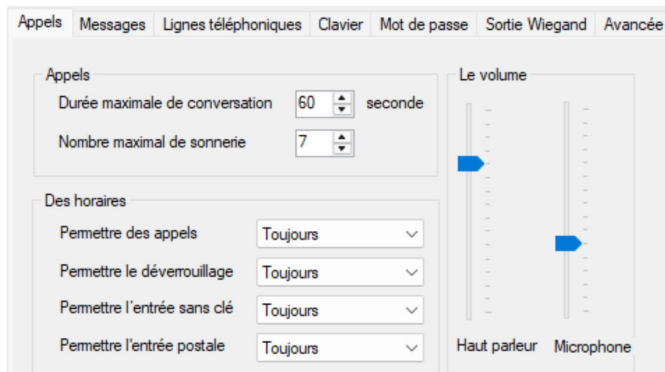 Appels Messages Lignes téléphoniques Clavier Mot de passe Sortie Wiegand Avancée
Appels
Durée maximale de conversation 60 seconde
Nombre maximal de sonnerie 7
Des horaires
Permettre des appels Toujours
Permettre le déverrouillage Toujours
Permettre l'entrée sans clé Toujours
Permettre l'entrée postale Toujours
Le volume
Haut parleur Microphone